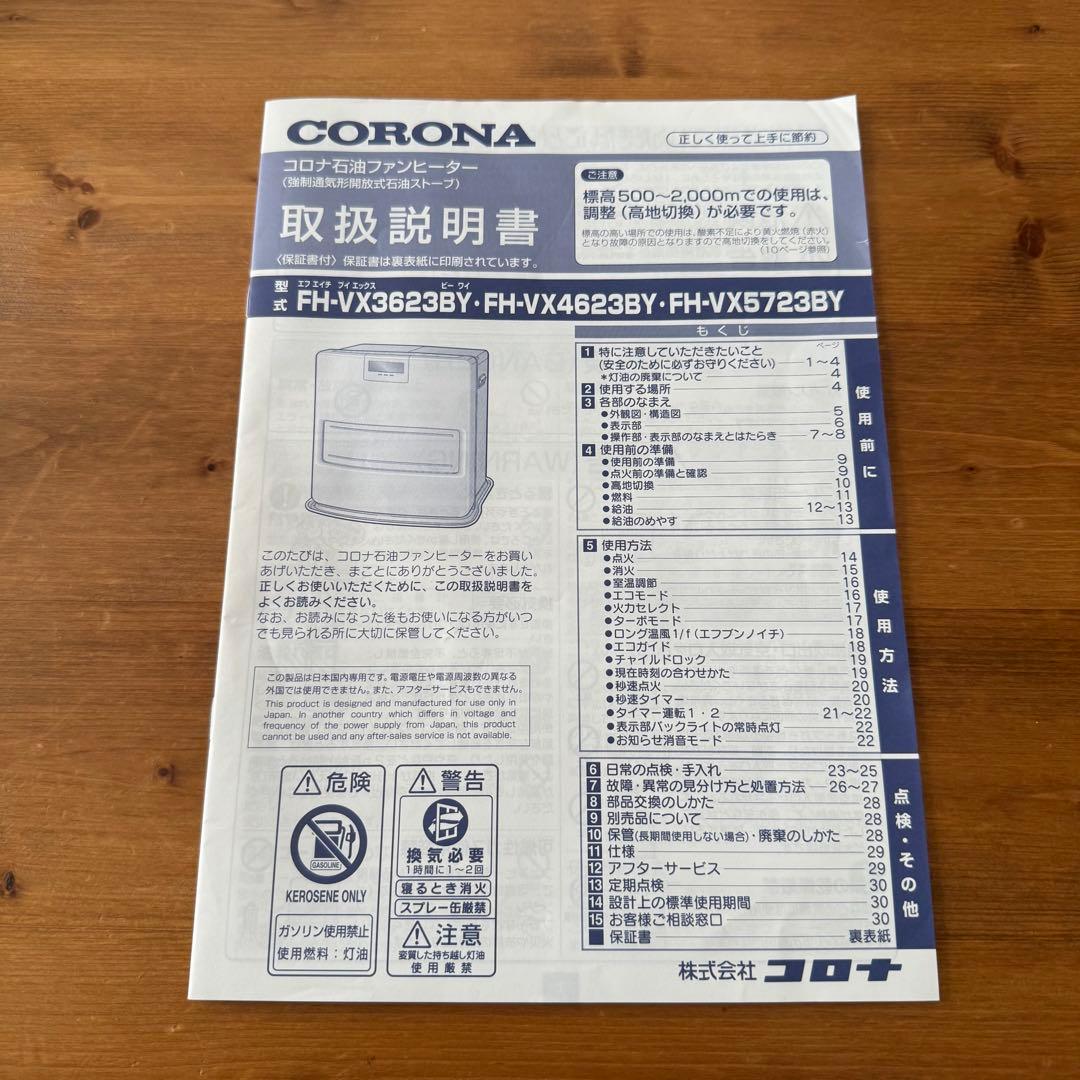 CORONA
正しく使って上手に節約
コロナ石油ファンヒーター
(強制通気形開放式石油ストーブ)
取扱説明書
〈保証書付〉保証書は裏表紙に印刷されています。
ご注意
標高500〜2,000mでの使用は、
調整(高地切換)が必要です。
標高の高い場所での使用は、酸素不足により黄火燃焼(赤火)
となり故障の原因となりますので高地切換をしてください。
(10ページ参照)
エフ エイチ ブイ エックス ビー ワイ
型式 FH-VX3623BY・FH-VX4623BY・FH-VX5723BY
もくじ
ページ
1 特に注意していただきたいこと
(安全のために必ずお守りください) 1〜4
*灯油の廃棄について 4
2 使用する場所 4
3 各部のなまえ
●外観図・構造図 5
●表示部 6
●操作部・表示部のなまえとはたらき 7〜8
4 使用前の準備
●使用前の準備 9
●点火前の準備と確認 9
●高地切換 10
●燃料 11
●給油 12〜13
●給油のめやす 13
使用前に
5 使用方法
●点火 14
●消火 15
●室温調節 16
●エコモード 16
●火力セレクト 17
●ターボモード 17
●ロング温風1/f(エフブンノイチ) 18
●エコガイド 18
●チャイルドロック 19
●現在時刻の合わせかた 19
●秒速点火 20
●秒速タイマー 20
●タイマー運転1・2 21〜22
●表示部バックライトの常時点灯 22
●お知らせ消音モード 22
使用方法
6 日常の点検・手入れ 23〜25
7 故障・異常の見分け方と処置方法 26〜27
8 部品交換のしかた 28
9 別売品について 28
10 保管(長期間使用しない場合)・廃棄のしかた 28
11 仕様 29
12 アフターサービス 29
13 定期点検 30
14 設計上の標準使用期間 30
15 お客様ご相談窓口 30
■ 保証書 裏表紙
点検・その他
このたびは、コロナ石油ファンヒーターをお買い
あげいただき、まことにありがとうございました。
正しくお使いいただくために、この取扱説明書を
よくお読みください。
なお、お読みになった後もお使いになる方がいつ
でも見られる所に大切に保管してください。
この製品は日本国内専用です。電源電圧や電源周波数の異なる
外国では使用できません。また、アフターサービスもできません。
This product is designed and manufactured for use only in
Japan. In another country which differs in voltage and
frequency of the power supply from Japan, this product
cannot be used and any after-sales service is not available.
危険
GASOLINE
KEROSENE ONLY
ガソリン使用禁止
使用燃料:灯油
警告
換気必要
1時間に1〜2回
寝るとき消火
スプレー缶厳禁
注意
変質した持ち越し灯油
使用厳禁
株式会社 コロナ